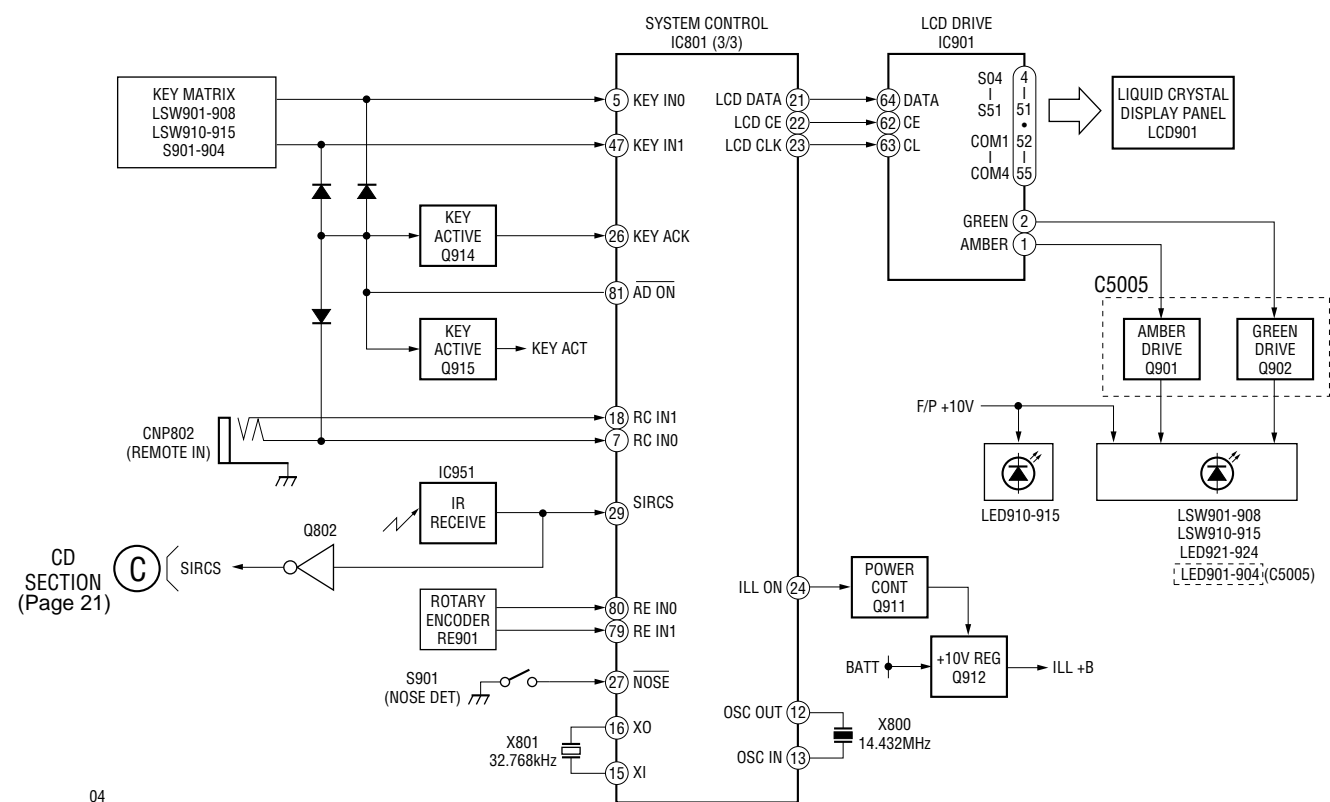 SYSTEM CONTROL
IC801 (3/3)
LCD DRIVE
IC901
KEY MATRIX
LSW901-908
LSW910-915
S901-904
5 KEY IN0
47 KEY IN1
KEY
ACTIVE
Q914
26 KEY ACK
81 AD ON
KEY
ACTIVE
Q915
KEY ACT
CNP802
(REMOTE IN)
18 RC IN1
7 RC IN0
IC951
IR
RECEIVE
29 SIRCS
Q802
CD
SECTION
(Page 21)
C
SIRCS
ROTARY
ENCODER
RE901
80 RE IN0
79 RE IN1
S901
(NOSE DET)
27 NOSE
X801
32.768kHz
16 XO
15 XI
LCD DATA 21
LCD CE 22
LCD CLK 23
64 DATA
62 CE
63 CL
S04 4
S51 51
COM1 52
COM4 55
LIQUID CRYSTAL
DISPLAY PANEL
LCD901
GREEN 2
AMBER 1
C5005
AMBER
DRIVE
Q901
GREEN
DRIVE
Q902
F/P +10V
LED910-915
LSW901-908
LSW910-915
LED921-924
LED901-904 (C5005)
ILL ON 24
POWER
CONT
Q911
BATT
+10V REG
Q912
ILL +B
OSC OUT 12
OSC IN 13
X800
14.432MHz
04